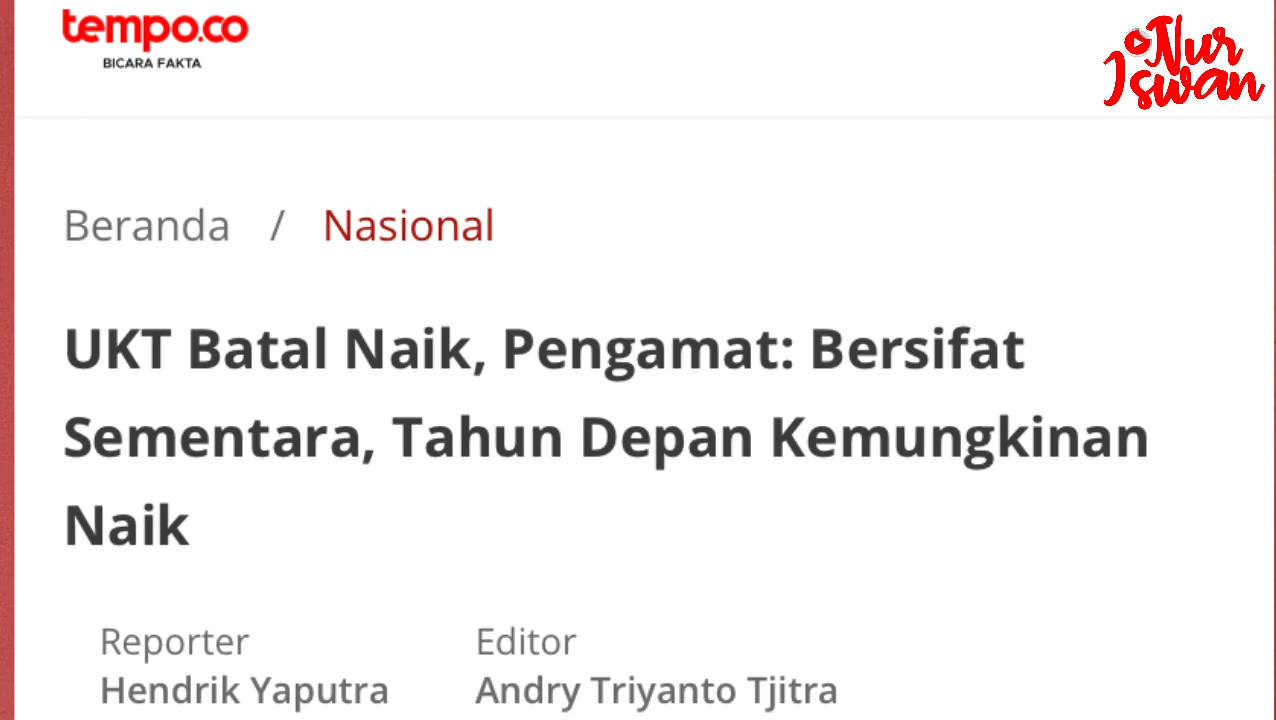 tempo.co
BICARA FAKTA
Nur
Iswan
Beranda / Nasional
UKT Batal Naik, Pengamat: Bersifat
Sementara, Tahun Depan Kemungkinan
Naik
Reporter Editor
Hendrik Yaputra Andry Triyanto Tjitra